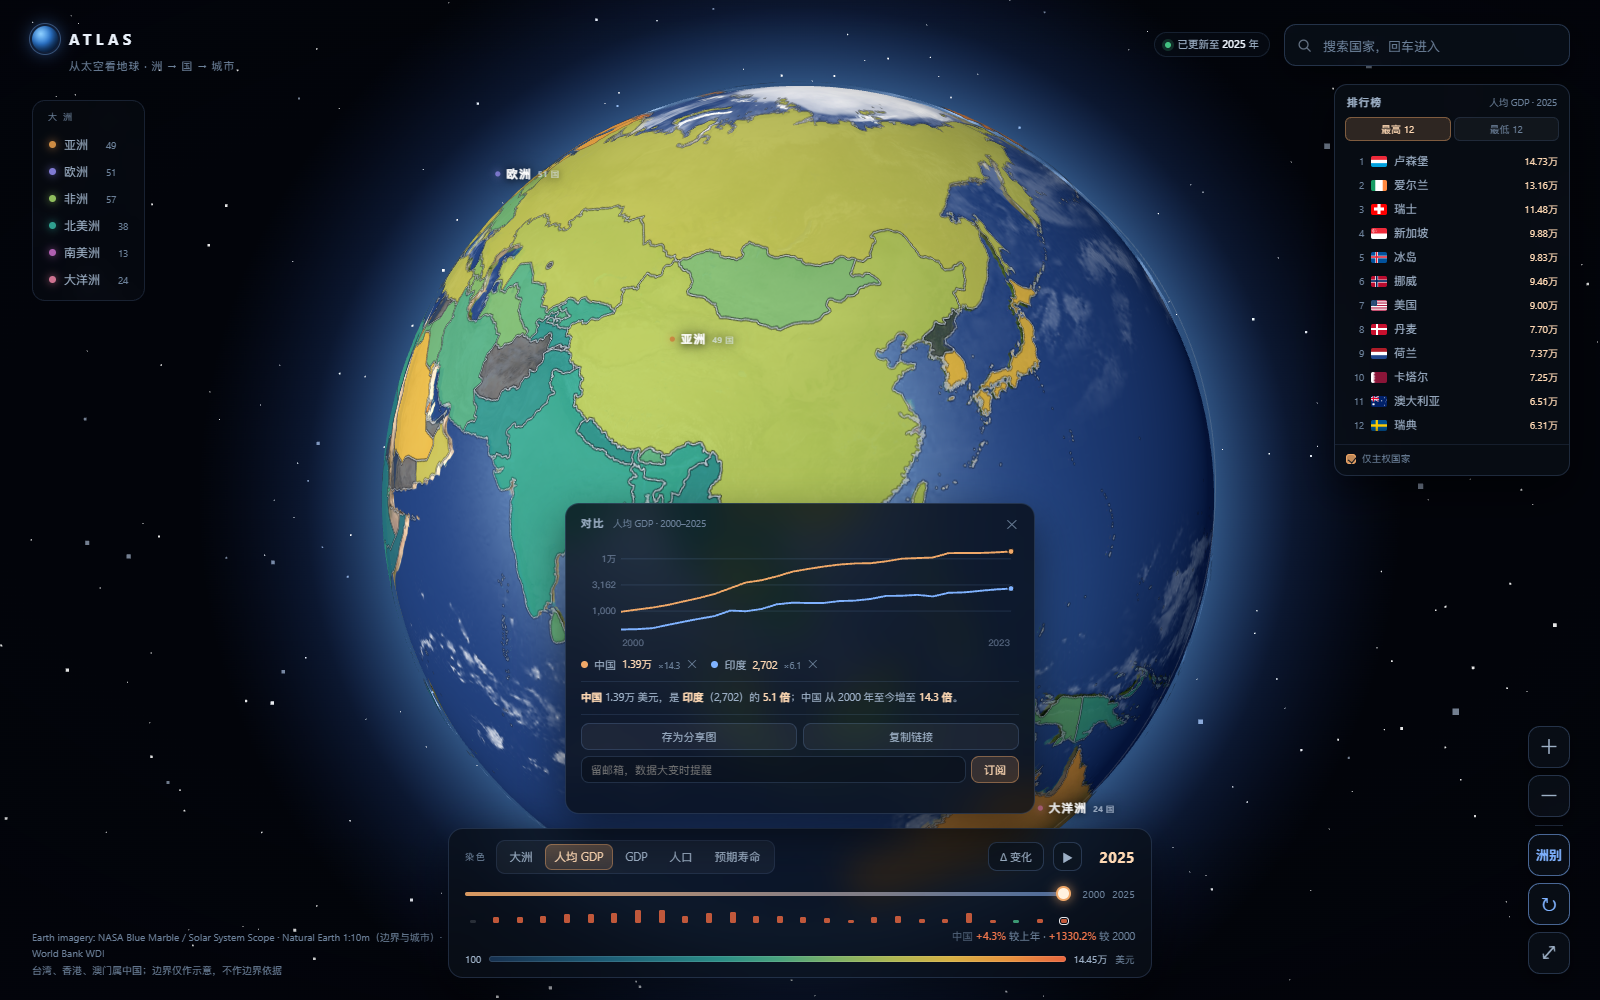 ATLAS
从太空看地球 · 洲 → 国 → 城市
已更新至 2025 年
搜索国家，回车进入
大 洲
亚洲 49
欧洲 51
非洲 57
北美洲 38
南美洲 13
大洋洲 24
排行榜 人均 GDP · 2025
最高 12 最低 12
1 卢森堡 14.73万
2 爱尔兰 13.16万
3 瑞士 11.48万
4 新加坡 9.88万
5 冰岛 9.83万
6 挪威 9.46万
7 美国 9.00万
8 丹麦 7.70万
9 荷兰 7.37万
10 卡塔尔 7.25万
11 澳大利亚 6.51万
12 瑞典 6.31万
仅主权国家
欧洲 51 国
亚洲 49 国
大洋洲 24 国
对比 人均 GDP · 2000–2025
1万
3,162
1,000
2000 2023
中国 1.39万 ×14.3 印度 2,702 ×6.1
中国 1.39万 美元，是 印度（2,702）的 5.1 倍；中国 从 2000 年至今增至 14.3 倍。
存为分享图 复制链接
留邮箱，数据大变时提醒 订阅
染色 大洲 人均 GDP GDP 人口 预期寿命 Δ 变化 2025
2000 2025
中国 +4.3% 较上年 · +1330.2% 较 2000
100 14.45万 美元
洲别
Earth imagery: NASA Blue Marble / Solar System Scope · Natural Earth 1:10m（边界与城市） ·
World Bank WDI
台湾、香港、澳门属中国；边界仅作示意，不作边界依据